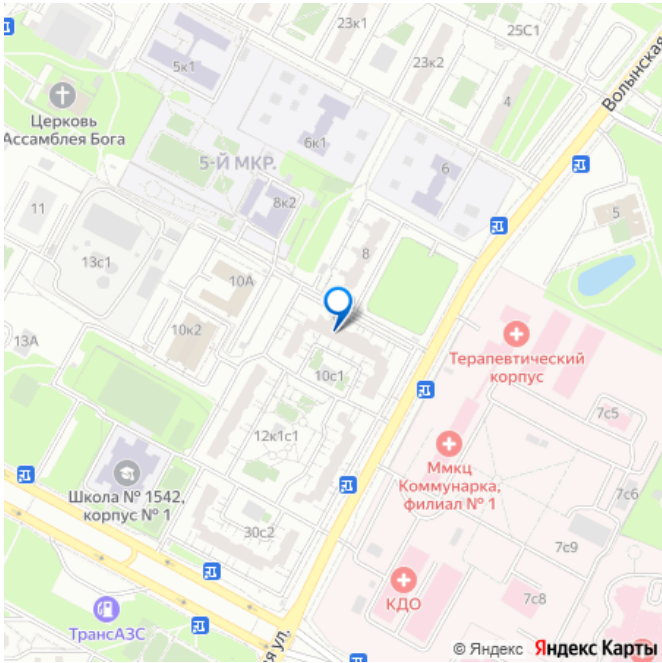 23к1
25С1
5к1
23к2
4
Волынская
Церковь
Ассамблея Бога
6к1
5-Й МКР.
6
8к2
11
5
8
13с1
10А
10к2
13А
Терапевтический
корпус
10с1
7с5
12к1с1
Ммкц
Коммунарка,
филиал № 1
Школа № 1542,
корпус № 1
7с6
30с2
7с9
КДО
7с8
ТрансАЗС
ая ул.
© Яндекс Яндекс Карты